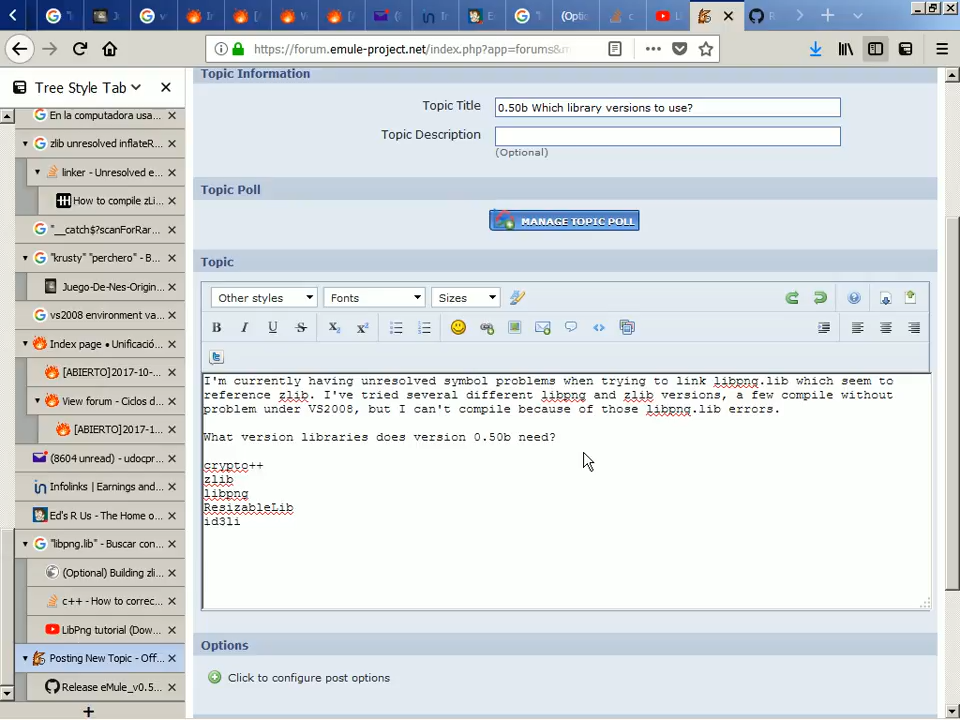 https://forum.emule-project.net/index.php?app=forums&m
Tree Style Tab
En la computadora usa...
zlib unresolved inflateR...
linker - Unresolved e...
How to compile zLi...
"__catch$?scanForRar...
"krusty" "perchero" - B...
Juego-De-Nes-Origin...
vs2008 environment va...
Index page • Unificació...
[ABIERTO]2017-10-...
View forum - Ciclos d...
[ABIERTO]2017-1...
(8604 unread) - udocpr...
Infolinks | Earnings and...
Ed's R Us - The Home o...
"libpng.lib" - Buscar con...
(Optional) Building zli...
c++ - How to correc...
LibPng tutorial (Dow...
Posting New Topic - Off...
Release eMule_v0.5...
Topic Information
Topic Title
0.50b Which library versions to use?
Topic Description
(Optional)
Topic Poll
MANAGE TOPIC POLL
Topic
Other styles
Fonts
Sizes
I'm currently having unresolved symbol problems when trying to link libpng.lib which seem to
reference zlib. I've tried several different libpng and zlib versions, a few compile without
problem under VS2008, but I can't compile because of those libpng.lib errors.
What version libraries does version 0.50b need?
crypto++
zlib
libpng
ResizableLib
id3li
Options
Click to configure post options